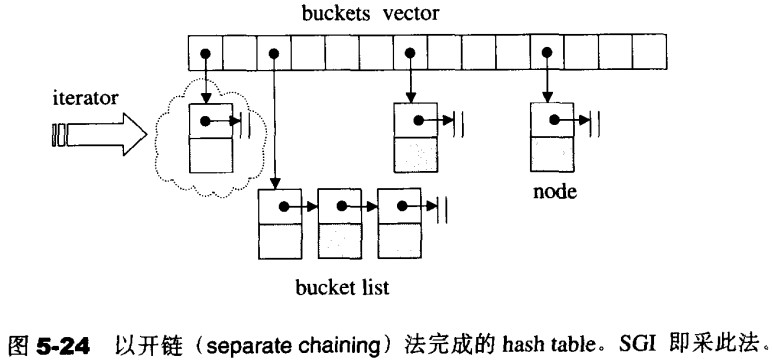 buckets vector
iterator
node
bucket list
图 5-24 以开链（separate chaining）法完成的 hash table。SGI 即采此法。